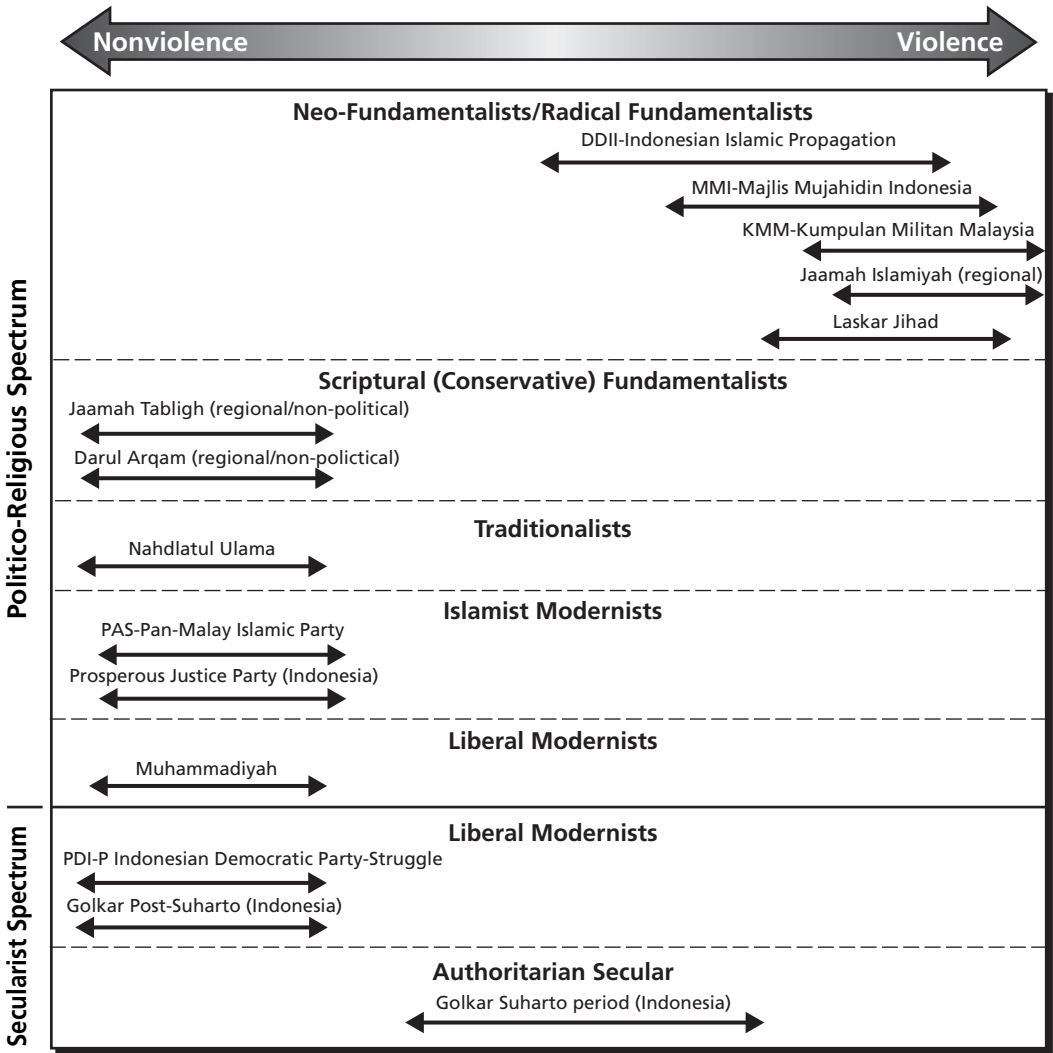 Nonviolence
Violence
Politico-Religious Spectrum
Neo-Fundamentalists/Radical Fundamentalists
DDII-Indonesian Islamic Propagation
MMI-Majlis Mujahidin Indonesia
KMM-Kumpulan Militan Malaysia
Jaamah Islamiyah (regional)
Laskar Jihad
Scriptural (Conservative) Fundamentalists
Jaamah Tabligh (regional/non-political)
Darul Arqam (regional/non-polictical)
Traditionalists
Nahdlatul Ulama
Islamist Modernists
PAS-Pan-Malay Islamic Party
Prosperous Justice Party (Indonesia)
Liberal Modernists
Muhammadiyah
Secularist Spectrum
Liberal Modernists
PDI-P Indonesian Democratic Party-Struggle
Golkar Post-Suharto (Indonesia)
Authoritarian Secular
Golkar Suharto period (Indonesia)